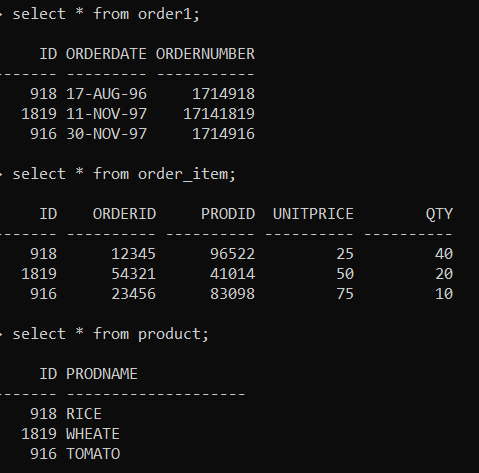 > select * from order1;
ID ORDERDATE ORDERNUMBER
------- --------- -----------
918 17-AUG-96 1714918
1819 11-NOV-97 17141819
916 30-NOV-97 1714916
> select * from order_item;
ID ORDERID PRODID UNITPRICE QTY
------- ---------- ---------- ---------- ----------
918 12345 96522 25 40
1819 54321 41014 50 20
916 23456 83098 75 10
> select * from product;
ID PRODNAME
------- --------------------
918 RICE
1819 WHEATE
916 TOMATO